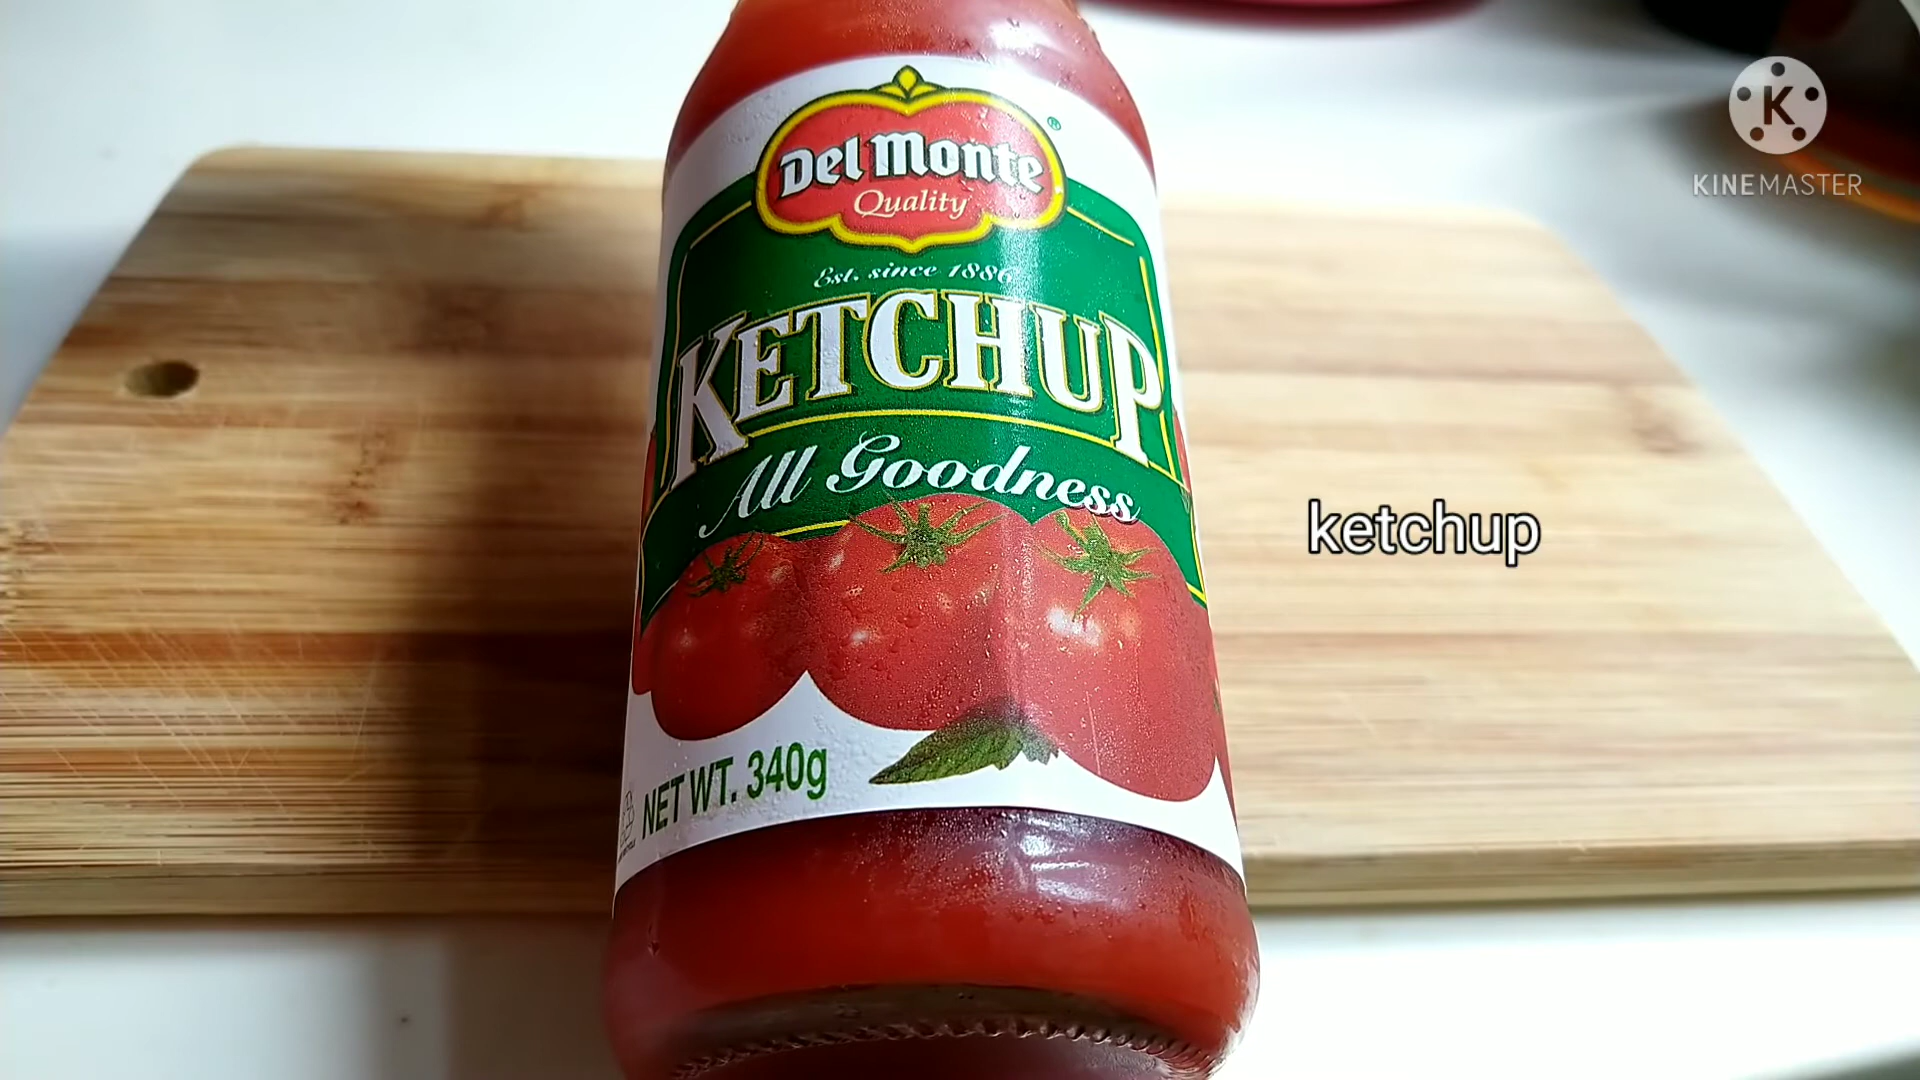 Del Monte
Quality
Est. since 1886
KETCHUP
All Goodness
NET WT. 340g
ketchup
K
KINEMASTER